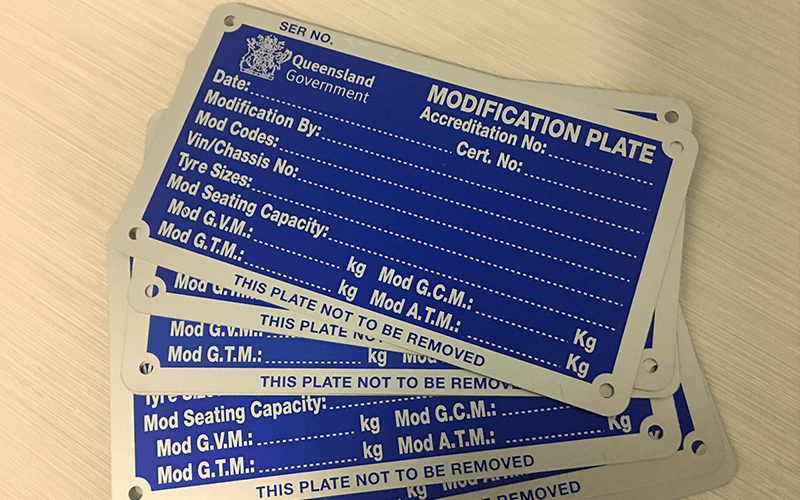 SER NO.
Queensland
Government
MODIFICATION PLATE
Date:
Accreditation No:
Modification By:
Cert. No:
Mod Codes:
Vin/Chassis No:
Tyre Sizes:
Mod Seating Capacity:
Mod G.V.M.: kg Mod G.C.M.: Kg
Mod G.T.M.: kg Mod A.T.M.: Kg
THIS PLATE NOT TO BE REMOVED
THIS PLATE NOT TO BE REMOVED
Mod G.V.M.:
Mod G.T.M.: kg
THIS PLATE NOT TO BE REMOVED
Mod Seating Capacity:
Mod G.V.M.: kg Mod G.C.M.: Kg
Mod G.T.M.: kg Mod A.T.M.:
THIS PLATE NOT TO BE REMOVED